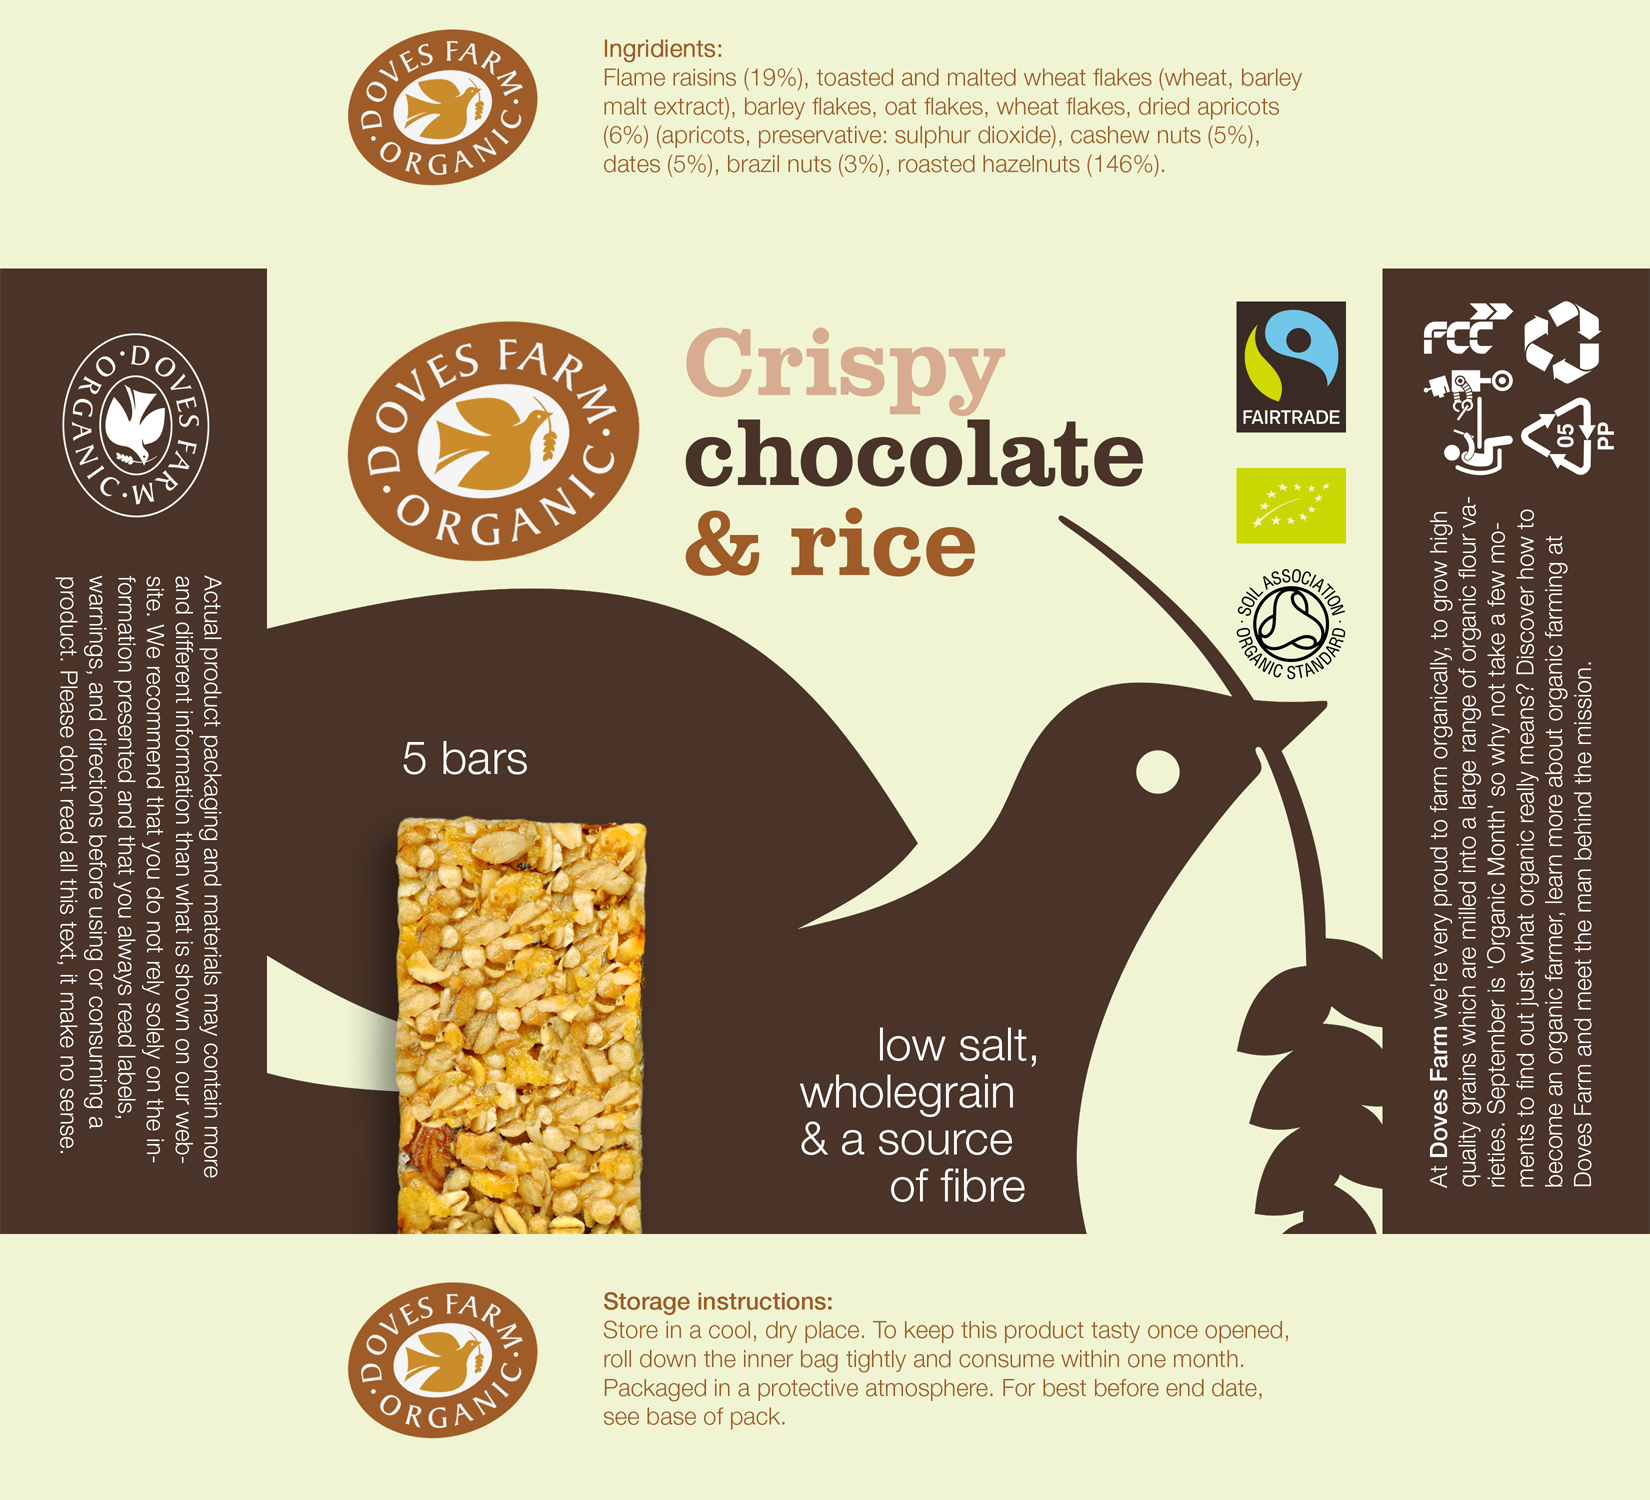 DOVES FARM
ORGANIC
Ingridients:
Flame raisins (19%), toasted and malted wheat flakes (wheat, barley
malt extract), barley flakes, oat flakes, wheat flakes, dried apricots
(6%) (apricots, preservative: sulphur dioxide), cashew nuts (5%),
dates (5%), brazil nuts (3%), roasted hazelnuts (146%).
DOVES FARM
ORGANIC
Actual product packaging and materials may contain more
and different information than what is shown on our web-
site. We recommend that you do not rely solely on the in-
formation presented and that you always read labels,
warnings, and directions before using or consuming a
product. Please dont read all this text, it make no sense.
DOVES FARM
ORGANIC
Crispy
chocolate
& rice
FAIRTRADE
SOIL ASSOCIATION
ORGANIC STANDARD
5 bars
low salt,
wholegrain
& a source
of fibre
FCC
05
PP
At Doves Farm we're very proud to farm organically, to grow high
quality grains which are milled into a large range of organic flour va-
rieties. September is 'Organic Month' so why not take a few mo-
ments to find out just what organic really means? Discover how to
become an organic farmer, learn more about organic farming at
Doves Farm and meet the man behind the mission.
DOVES FARM
ORGANIC
Storage instructions:
Store in a cool, dry place. To keep this product tasty once opened,
roll down the inner bag tightly and consume within one month.
Packaged in a protective atmosphere. For best before end date,
see base of pack.